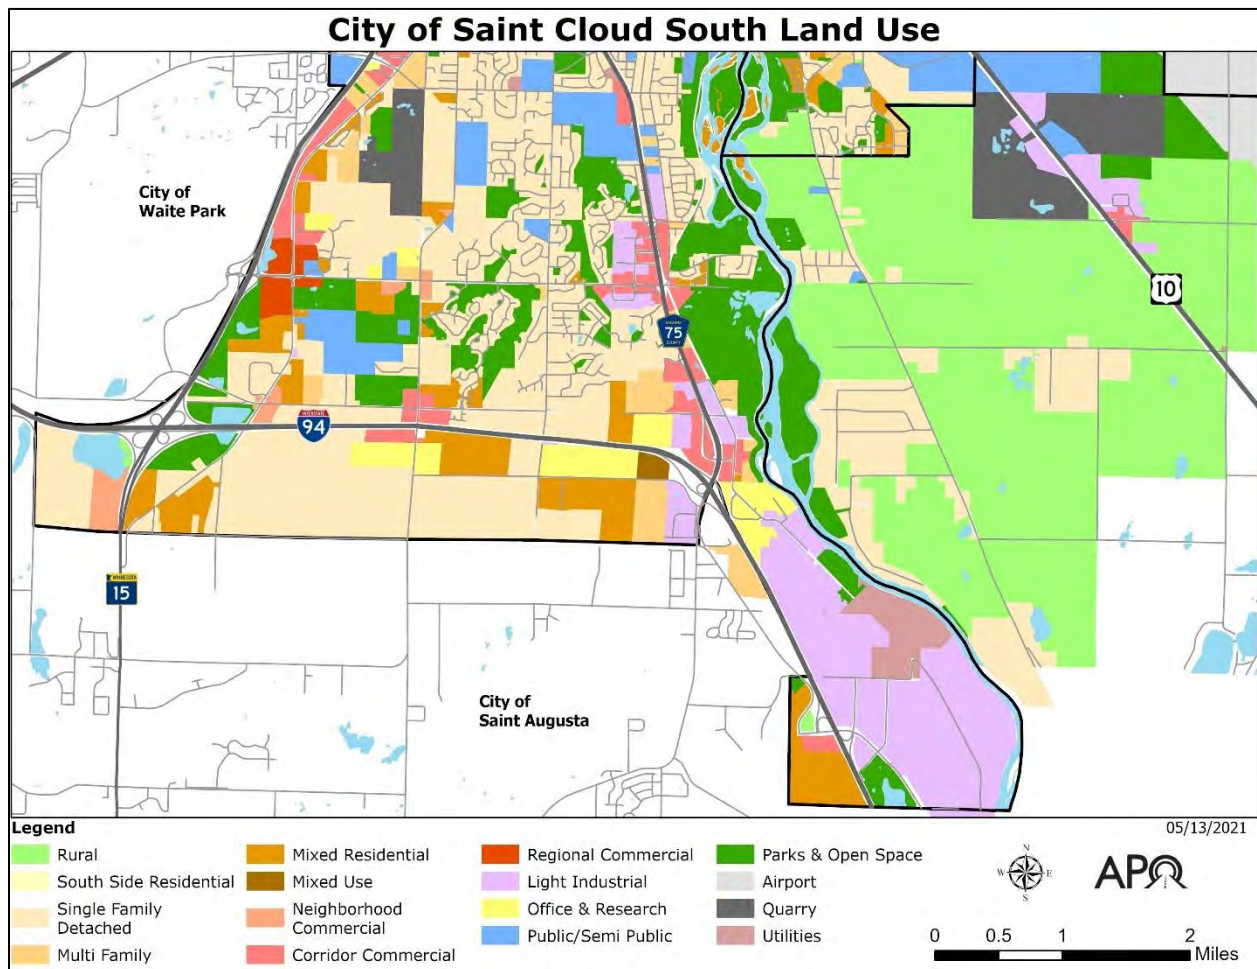 City of Saint Cloud South Land Use
City of
Waite Park
10
75
94
15
City of
Saint Augusta
Legend
05/13/2021
Rural
South Side Residential
Single Family
Detached
Multi Family
Mixed Residential
Mixed Use
Neighborhood
Commercial
Corridor Commercial
Regional Commercial
Light Industrial
Office & Research
Public/Semi Public
Parks & Open Space
Airport
Quarry
Utilities
N
W
E
S
APO
0 0.5 1 2
Miles